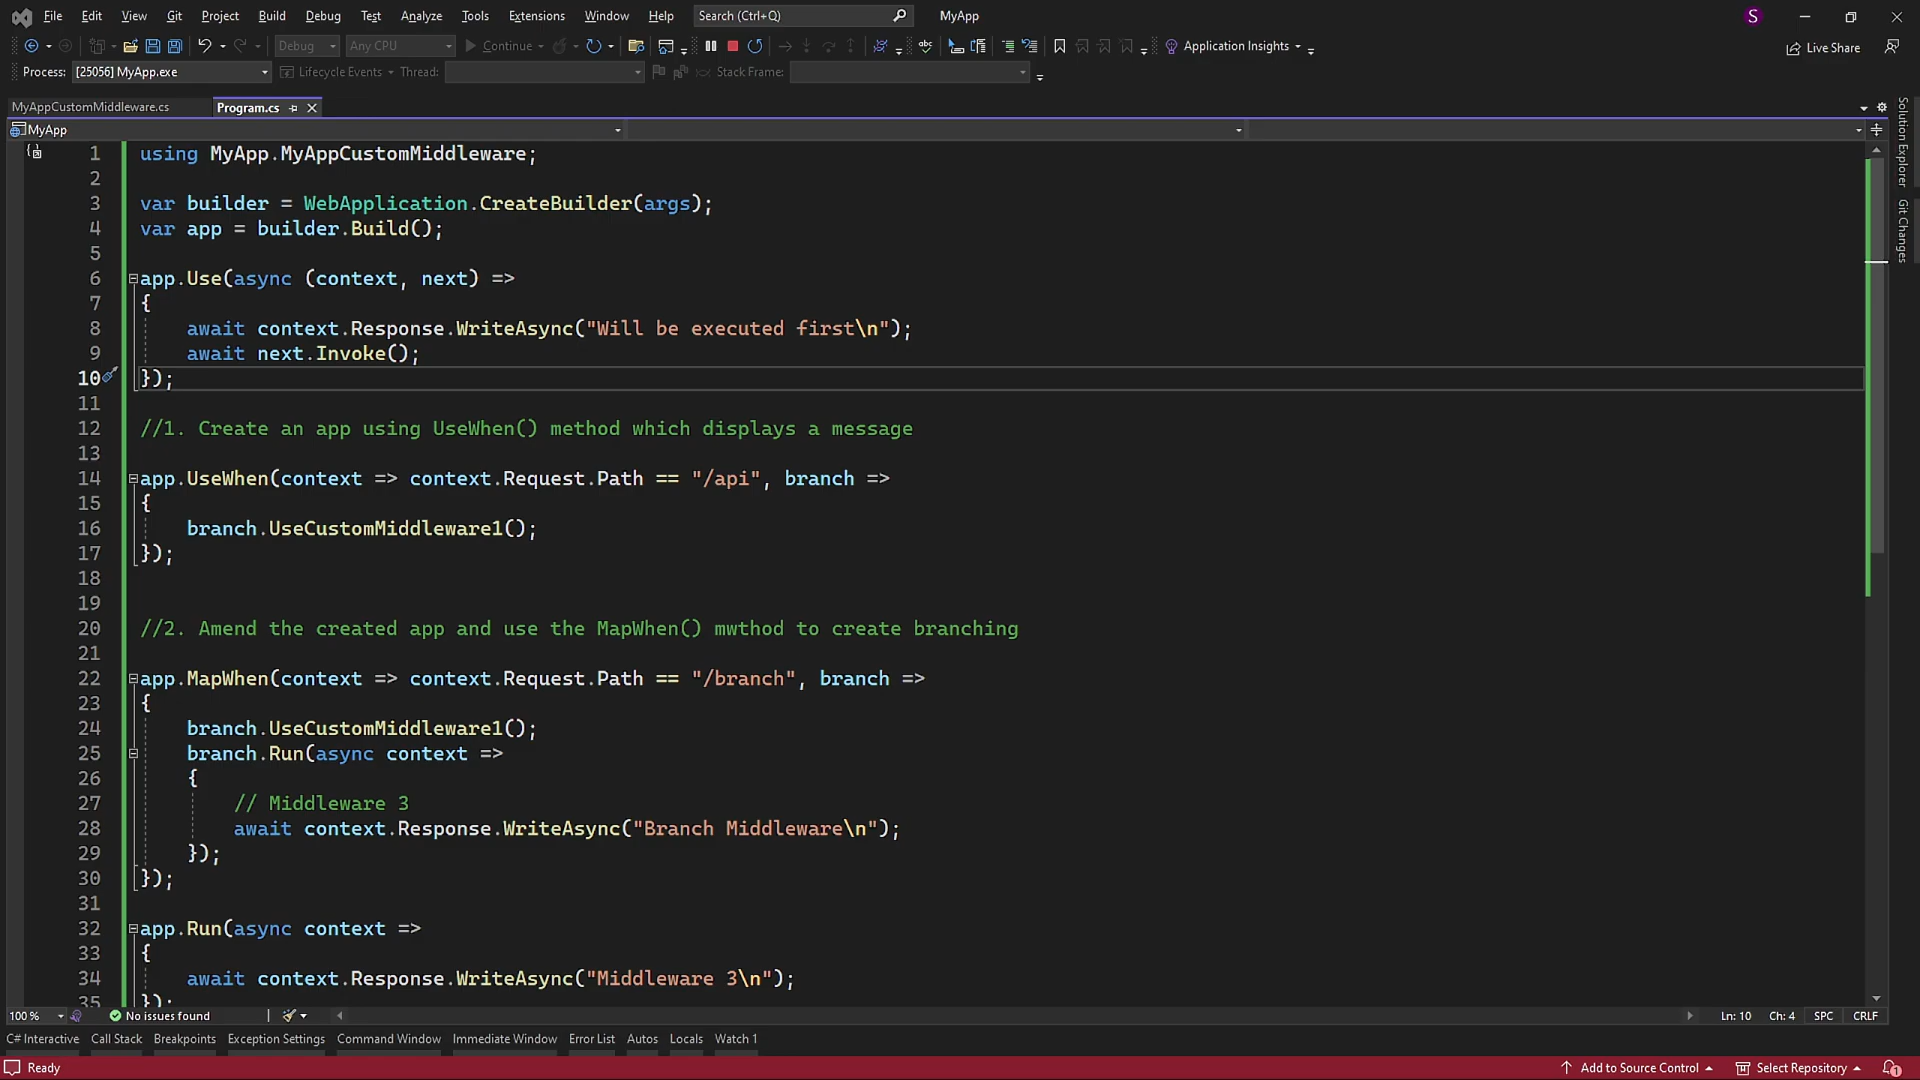 File Edit View Git Project Build Debug Test Analyze Tools Extensions Window Help Search (Ctrl+Q) MyApp S
Debug Any CPU Continue Application Insights Live Share
Process: [25056] MyApp.exe Lifecycle Events Thread: Stack Frame:
MyAppCustomMiddleware.cs Program.cs
MyApp
1 using MyApp.MyAppCustomMiddleware;
2
3 var builder = WebApplication.CreateBuilder(args);
4 var app = builder.Build();
5
6 app.Use(async (context, next) =>
7 {
8 await context.Response.WriteAsync("Will be executed first\n");
9 await next.Invoke();
10 });
11
12 //1. Create an app using UseWhen() method which displays a message
13
14 app.UseWhen(context => context.Request.Path == "/api", branch =>
15 {
16 branch.UseCustomMiddleware1();
17 });
18
19
20 //2. Amend the created app and use the MapWhen() mwthod to create branching
21
22 app.MapWhen(context => context.Request.Path == "/branch", branch =>
23 {
24 branch.UseCustomMiddleware1();
25 branch.Run(async context =>
26 {
27 // Middleware 3
28 await context.Response.WriteAsync("Branch Middleware\n");
29 });
30 });
31
32 app.Run(async context =>
33 {
34 await context.Response.WriteAsync("Middleware 3\n");
35 });
Solution Explorer
Git Changes
100 % No issues found Ln: 10 Ch: 4 SPC CRLF
C# Interactive Call Stack Breakpoints Exception Settings Command Window Immediate Window Error List Autos Locals Watch 1
Ready Add to Source Control Select Repository 1